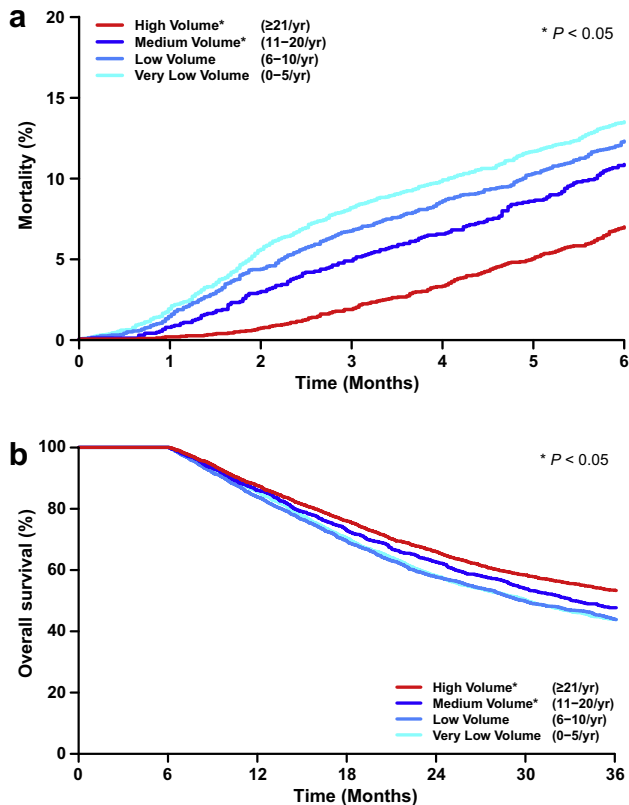 a
High Volume* (≥21/yr)
Medium Volume* (11–20/yr)
Low Volume (6–10/yr)
Very Low Volume (0–5/yr)
* P < 0.05
Mortality (%)
20
15
10
5
0
0 1 2 3 4 5 6
Time (Months)
b
* P < 0.05
Overall survival (%)
100
80
60
40
20
0
High Volume* (≥21/yr)
Medium Volume* (11–20/yr)
Low Volume (6–10/yr)
Very Low Volume (0–5/yr)
0 6 12 18 24 30 36
Time (Months)